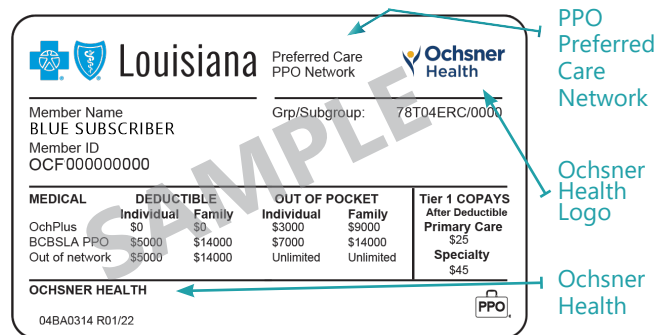 Louisiana
Preferred Care
PPO Network
Ochsner
Health
Member Name
BLUE SUBSCRIBER
Member ID
OCF000000000
Grp/Subgroup: 78T04ERC/0000
SAMPLE
MEDICAL DEDUCTIBLE OUT OF POCKET
Individual Family Individual Family
OchPlus $0 $0 $3000 $9000
BCBSLA PPO $5000 $14000 $7000 $14000
Out of network $5000 $14000 Unlimited Unlimited
Tier 1 COPAYS
After Deductible
Primary Care
$25
Specialty
$45
OCHSNER HEALTH
04BA0314 R01/22
PPO
PPO
Preferred
Care
Network
Ochsner
Health
Logo
Ochsner
Health